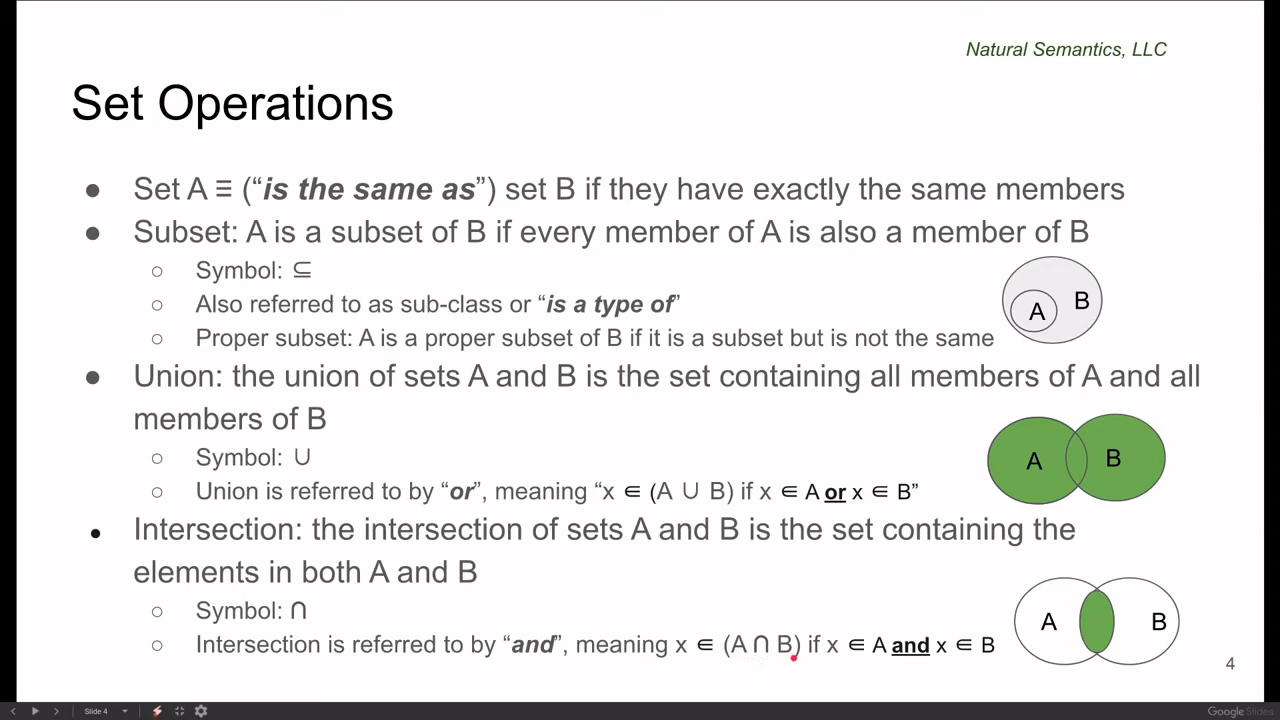 Natural Semantics, LLC
Set Operations
● Set A ≡ (“is the same as”) set B if they have exactly the same members
● Subset: A is a subset of B if every member of A is also a member of B
○ Symbol: ⊆
○ Also referred to as sub-class or “is a type of”
○ Proper subset: A is a proper subset of B if it is a subset but is not the same
A B
● Union: the union of sets A and B is the set containing all members of A and all
members of B
○ Symbol: ∪
○ Union is referred to by “or”, meaning “x ∈ (A ∪ B) if x ∈ A or x ∈ B”
A B
● Intersection: the intersection of sets A and B is the set containing the
elements in both A and B
○ Symbol: ∩
○ Intersection is referred to by “and”, meaning x ∈ (A ∩ B) if x ∈ A and x ∈ B
A B
4
Slide 4
Google Slides